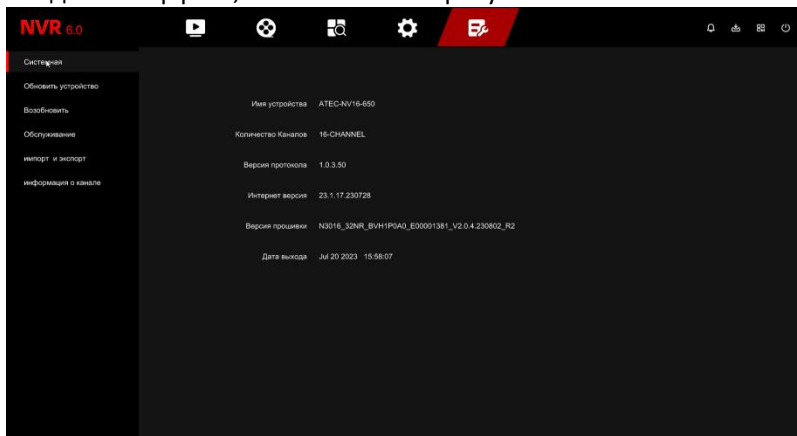 NVR 6.0
Системная
Обновить устройство
Возобновить
Обслуживание
импорт и экспорт
информация о канале
Имя устройства ATEC-NV16-650
Количество Каналов 16-CHANNEL
Версия протокола 1.0.3.50
Интернет версия 23.1.17.230728
Версия прошивки N3016_32NR_BVH1P0A0_E00001381_V2.0.4.230802_R2
Дата выхода Jul 20 2023 15:58:07